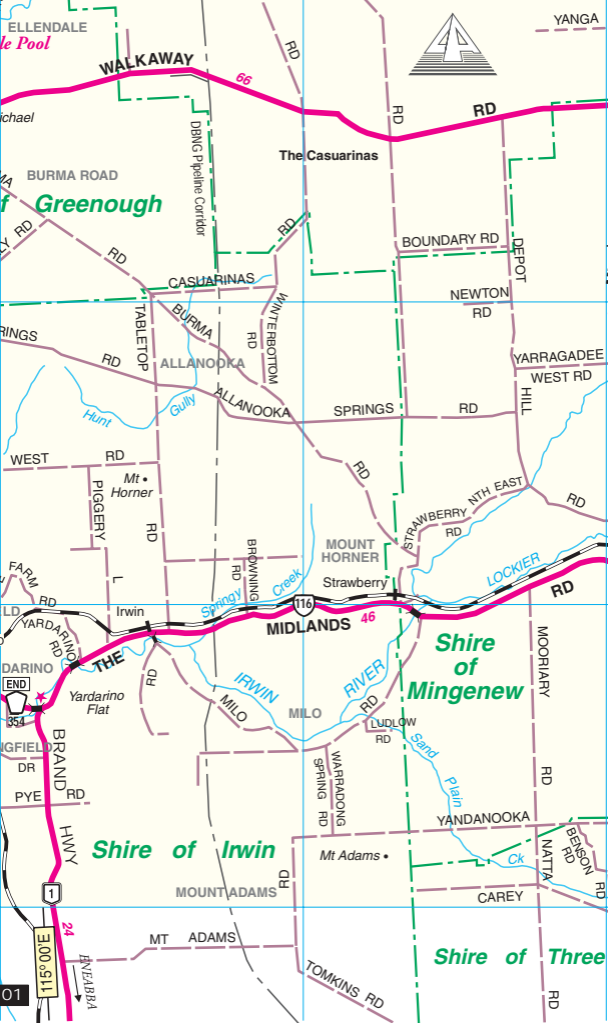 ELLENDALE
le Pool
YANGA
WALKAWAY
66
RD
RD
RD
ichael
The Casuarinas
DBNG Pipeline Corridor
MA
BURMA ROAD
f Greenough
LY RD
RD
RD
BOUNDARY RD
DEPOT
CASUARINAS
NEWTON
RD
TABLETOP
BURMA
WINTERBOTTOM
RD
RINGS
RD
ALLANOOKA
YARRAGADEE
WEST RD
HILL
Hunt
Gully
ALLANOOKA
SPRINGS
RD
WEST
RD
Mt
Horner
PIGGERY
RD
RD
NTH EAST
STRAWBERRY
RD
RD
MOUNT
HORNER
BROWNING
RD
L
FARM
RD
LD
Irwin
Springy
Creek
Strawberry
LOCKIER
116
46
RD
YARDARINO
RD
THE
MIDLANDS
DARINO
Shire
of
Mingenew
MOORIARY
END
354
Yardarino
Flat
RD
IRWIN
RIVER
MILO
MILO
RD
LUDLOW
RD
NGFIELD
DR
BRAND
Sand
Plain
SPRING
WARRADONG
RD
RD
PYE RD
YANDANOOKA
HWY
Shire of Irwin
Mt Adams
Ck
NATTA
BENSON
RD
RD
1
MOUNT ADAMS
RD
CAREY
24
115°00'E
MT ADAMS
ENEABBA
Shire of Three
01
TOMKINS RD
RD